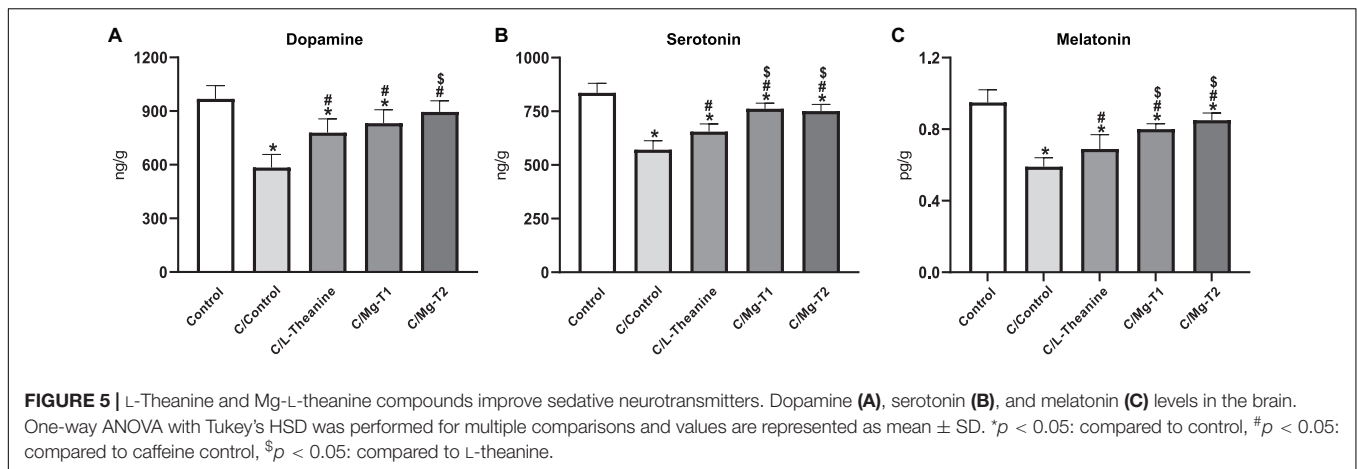 A
Dopamine
1200
900
600
300
0
ng/g
*
#
*
#
*
$
#
Control
C/Control
C/L-Theanine
C/Mg-T1
C/Mg-T2
B
Serotonin
1000
750
500
250
0
ng/g
*
#
*
$
#
*
$
#
*
Control
C/Control
C/L-Theanine
C/Mg-T1
C/Mg-T2
C
Melatonin
1.2
0.8
0.4
0.0
pg/g
*
#
*
$
#
*
$
#
*
Control
C/Control
C/L-Theanine
C/Mg-T1
C/Mg-T2
FIGURE 5 | L-Theanine and Mg-L-theanine compounds improve sedative neurotransmitters. Dopamine (A), serotonin (B), and melatonin (C) levels in the brain.
One-way ANOVA with Tukey's HSD was performed for multiple comparisons and values are represented as mean ± SD. *p < 0.05: compared to control, #p < 0.05:
compared to caffeine control, $p < 0.05: compared to L-theanine.